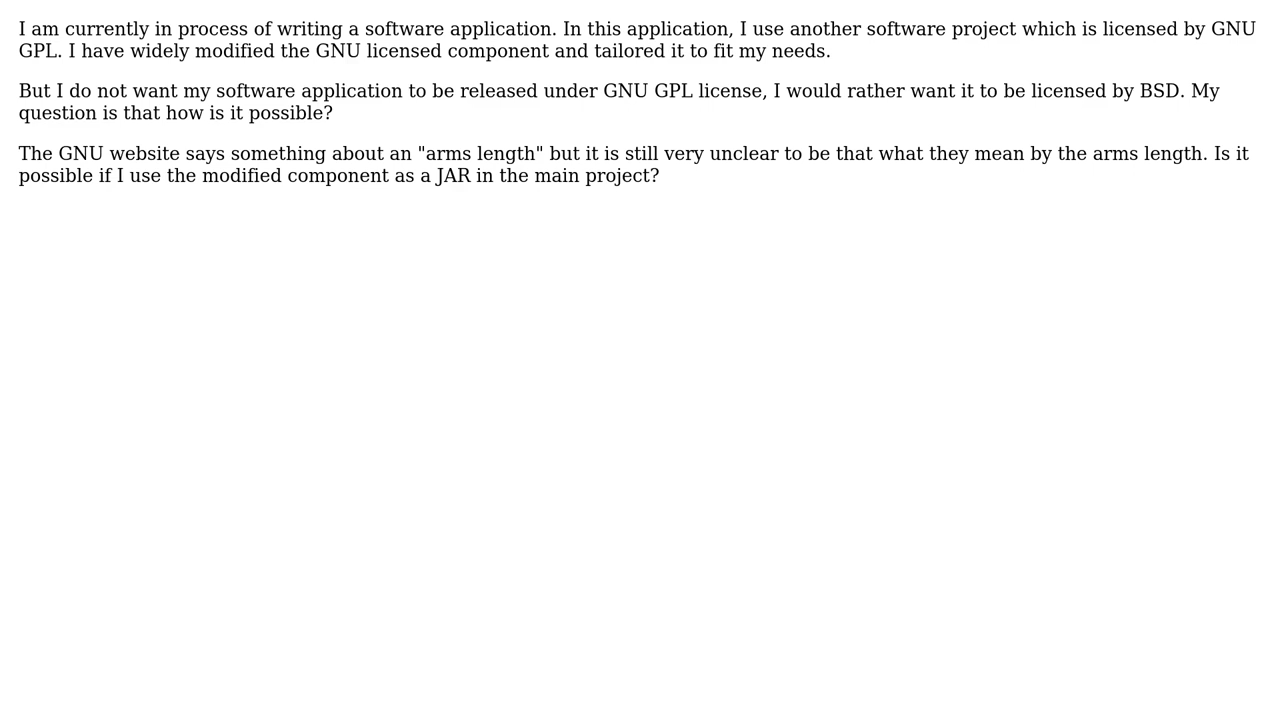 I am currently in process of writing a software application. In this application, I use another software project which is licensed by GNU
GPL. I have widely modified the GNU licensed component and tailored it to fit my needs.
But I do not want my software application to be released under GNU GPL license, I would rather want it to be licensed by BSD. My
question is that how is it possible?
The GNU website says something about an "arms length" but it is still very unclear to be that what they mean by the arms length. Is it
possible if I use the modified component as a JAR in the main project?